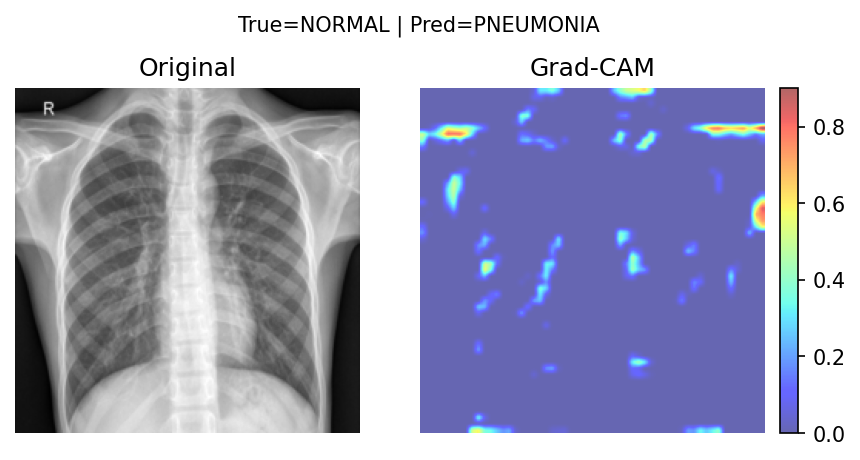 True=NORMAL | Pred=PNEUMONIA
Original
Grad-CAM
R
0.8
0.6
0.4
0.2
0.0